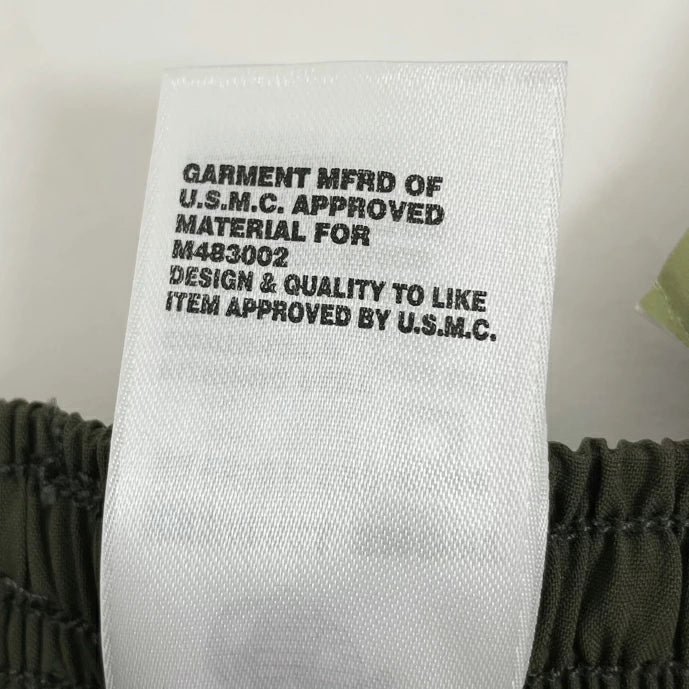 GARMENT MFRD OF
U.S.M.C. APPROVED
MATERIAL FOR
M483002
DESIGN & QUALITY TO LIKE
ITEM APPROVED BY U.S.M.C.